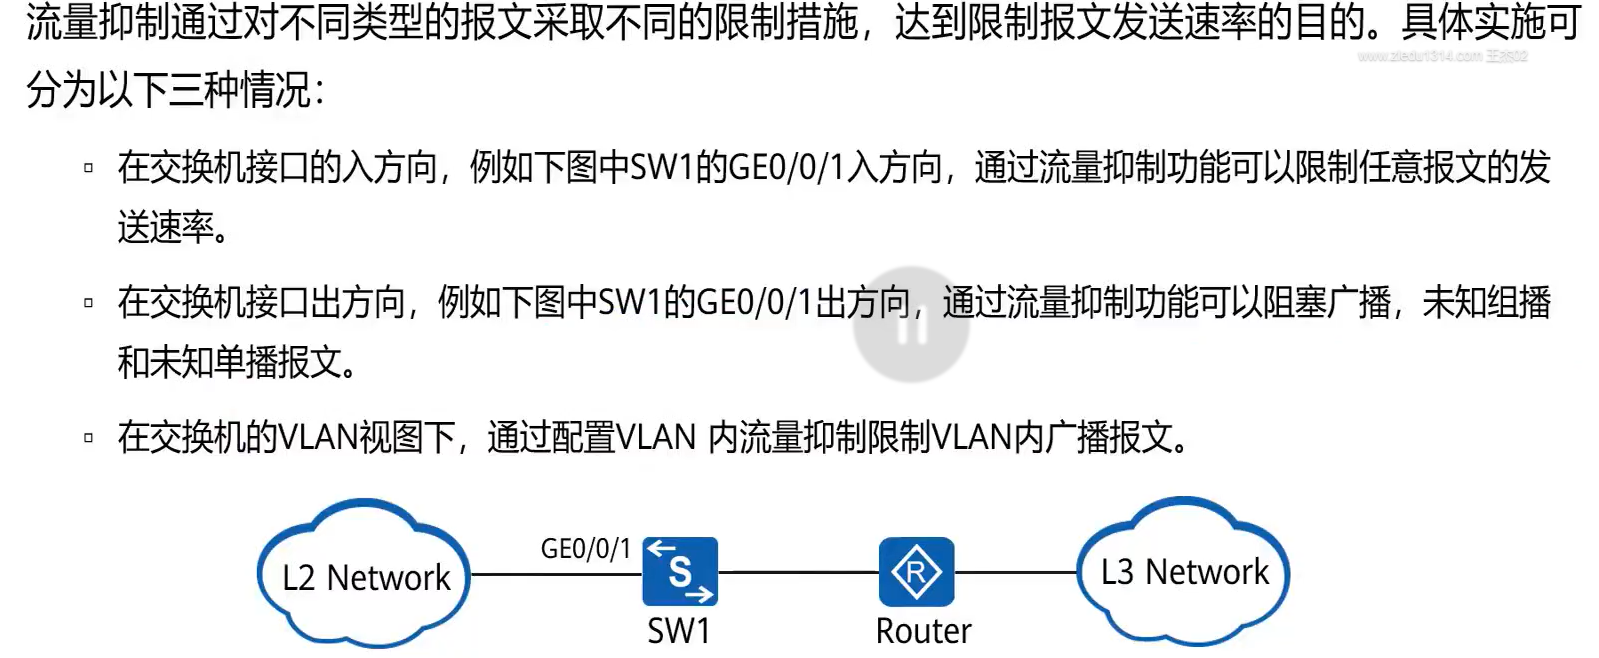 流量抑制通过对不同类型的报文采取不同的限制措施，达到限制报文发送速率的目的。具体实施可
www.ziedu1314.com 王杰02
分为以下三种情况：
在交换机接口的入方向，例如下图中SW1的GE0/0/1入方向，通过流量抑制功能可以限制任意报文的发
送速率。
在交换机接口出方向，例如下图中SW1的GE0/0/1出方向，通过流量抑制功能可以阻塞广播，未知组播
和未知单播报文。
在交换机的VLAN视图下，通过配置VLAN 内流量抑制限制VLAN内广播报文。
L2 Network
GE0/0/1
S
SW1
R
Router
L3 Network